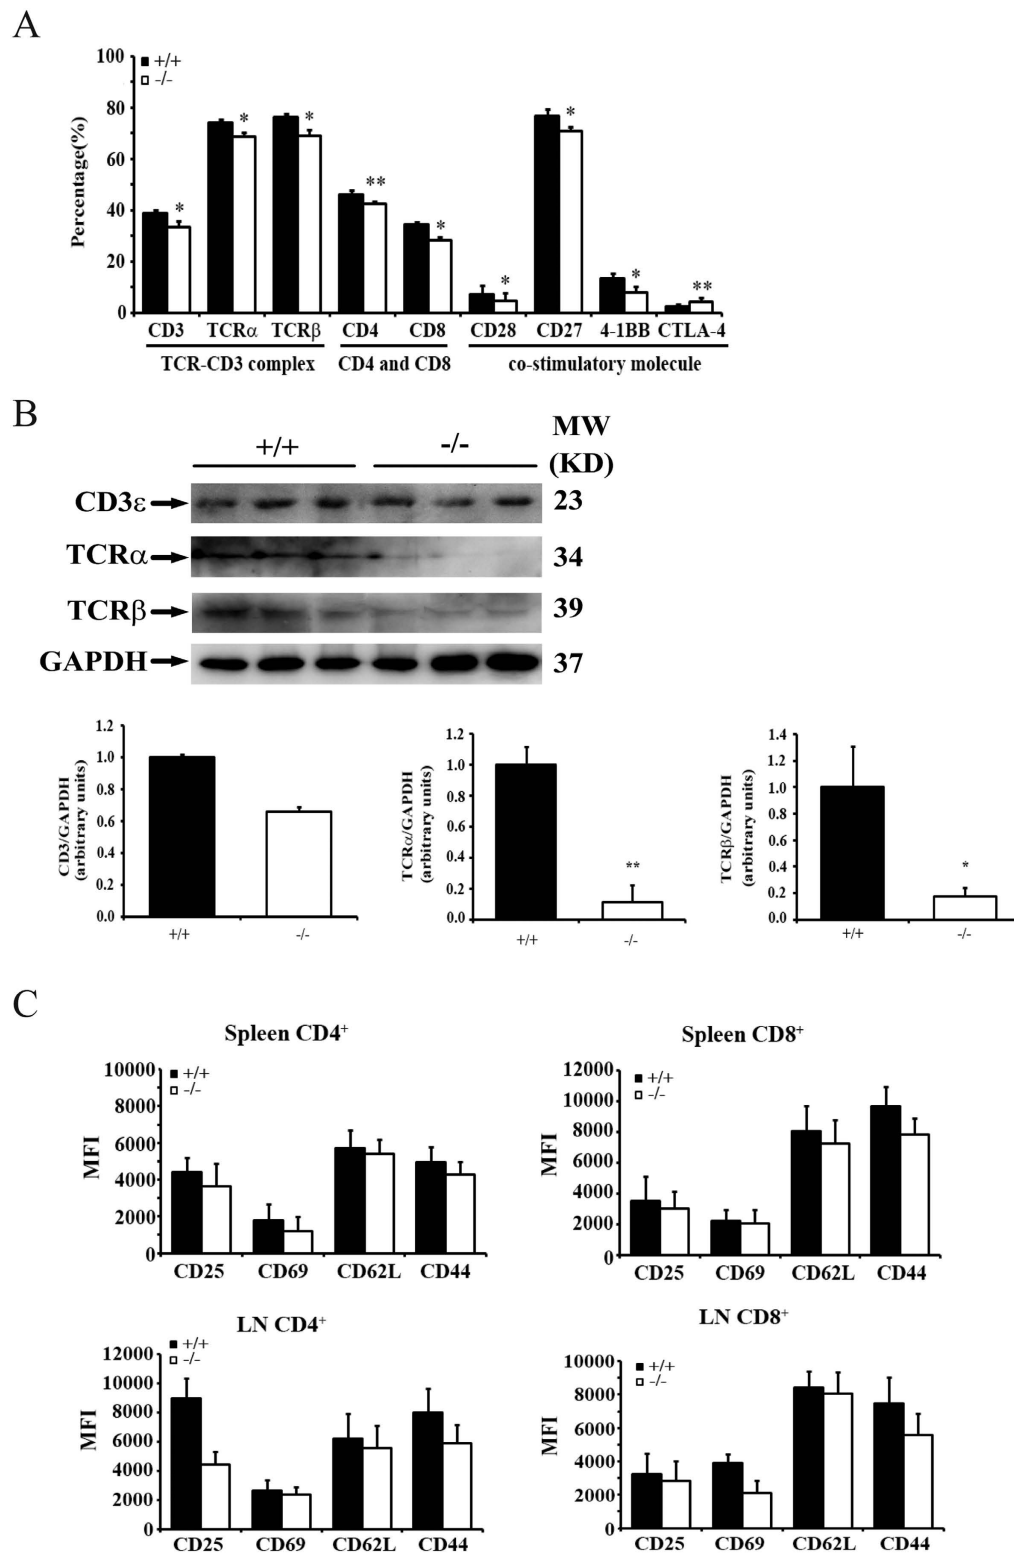 A
100
80
60
40
20
0
Percentage(%)
+/+
-/-
* * * ** * * * * **
CD3 TCRα TCRβ CD4 CD8 CD28 CD27 4-1BB CTLA-4
TCR-CD3 complex CD4 and CD8 co-stimulatory molecule
B
+/+ -/- MW
(KD)
CD3ε 23
TCRα 34
TCRβ 39
GAPDH 37
1.2
1.0
0.8
0.6
0.4
0.2
0.0
CD3/GAPDH
(arbitrary units)
+/+ -/-
1.2
1.0
0.8
0.6
0.4
0.2
0.0
TCRα/GAPDH
(arbitrary units)
**
+/+ -/-
1.4
1.2
1.0
0.8
0.6
0.4
0.2
0.0
TCRβ/GAPDH
(arbitrary units)
*
+/+ -/-
C
Spleen CD4⁺
10000
8000
6000
4000
2000
0
MFI
+/+
-/-
CD25 CD69 CD62L CD44
Spleen CD8⁺
12000
10000
8000
6000
4000
2000
0
MFI
+/+
-/-
CD25 CD69 CD62L CD44
LN CD4⁺
12000
10000
8000
6000
4000
2000
0
MFI
+/+
-/-
CD25 CD69 CD62L CD44
LN CD8⁺
10000
8000
6000
4000
2000
0
MFI
+/+
-/-
CD25 CD69 CD62L CD44